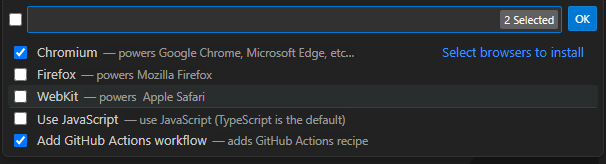 2 Selected OK
Chromium — powers Google Chrome, Microsoft Edge, etc... Select browsers to install
Firefox — powers Mozilla Firefox
WebKit — powers Apple Safari
Use JavaScript — use JavaScript (TypeScript is the default)
Add GitHub Actions workflow — adds GitHub Actions recipe